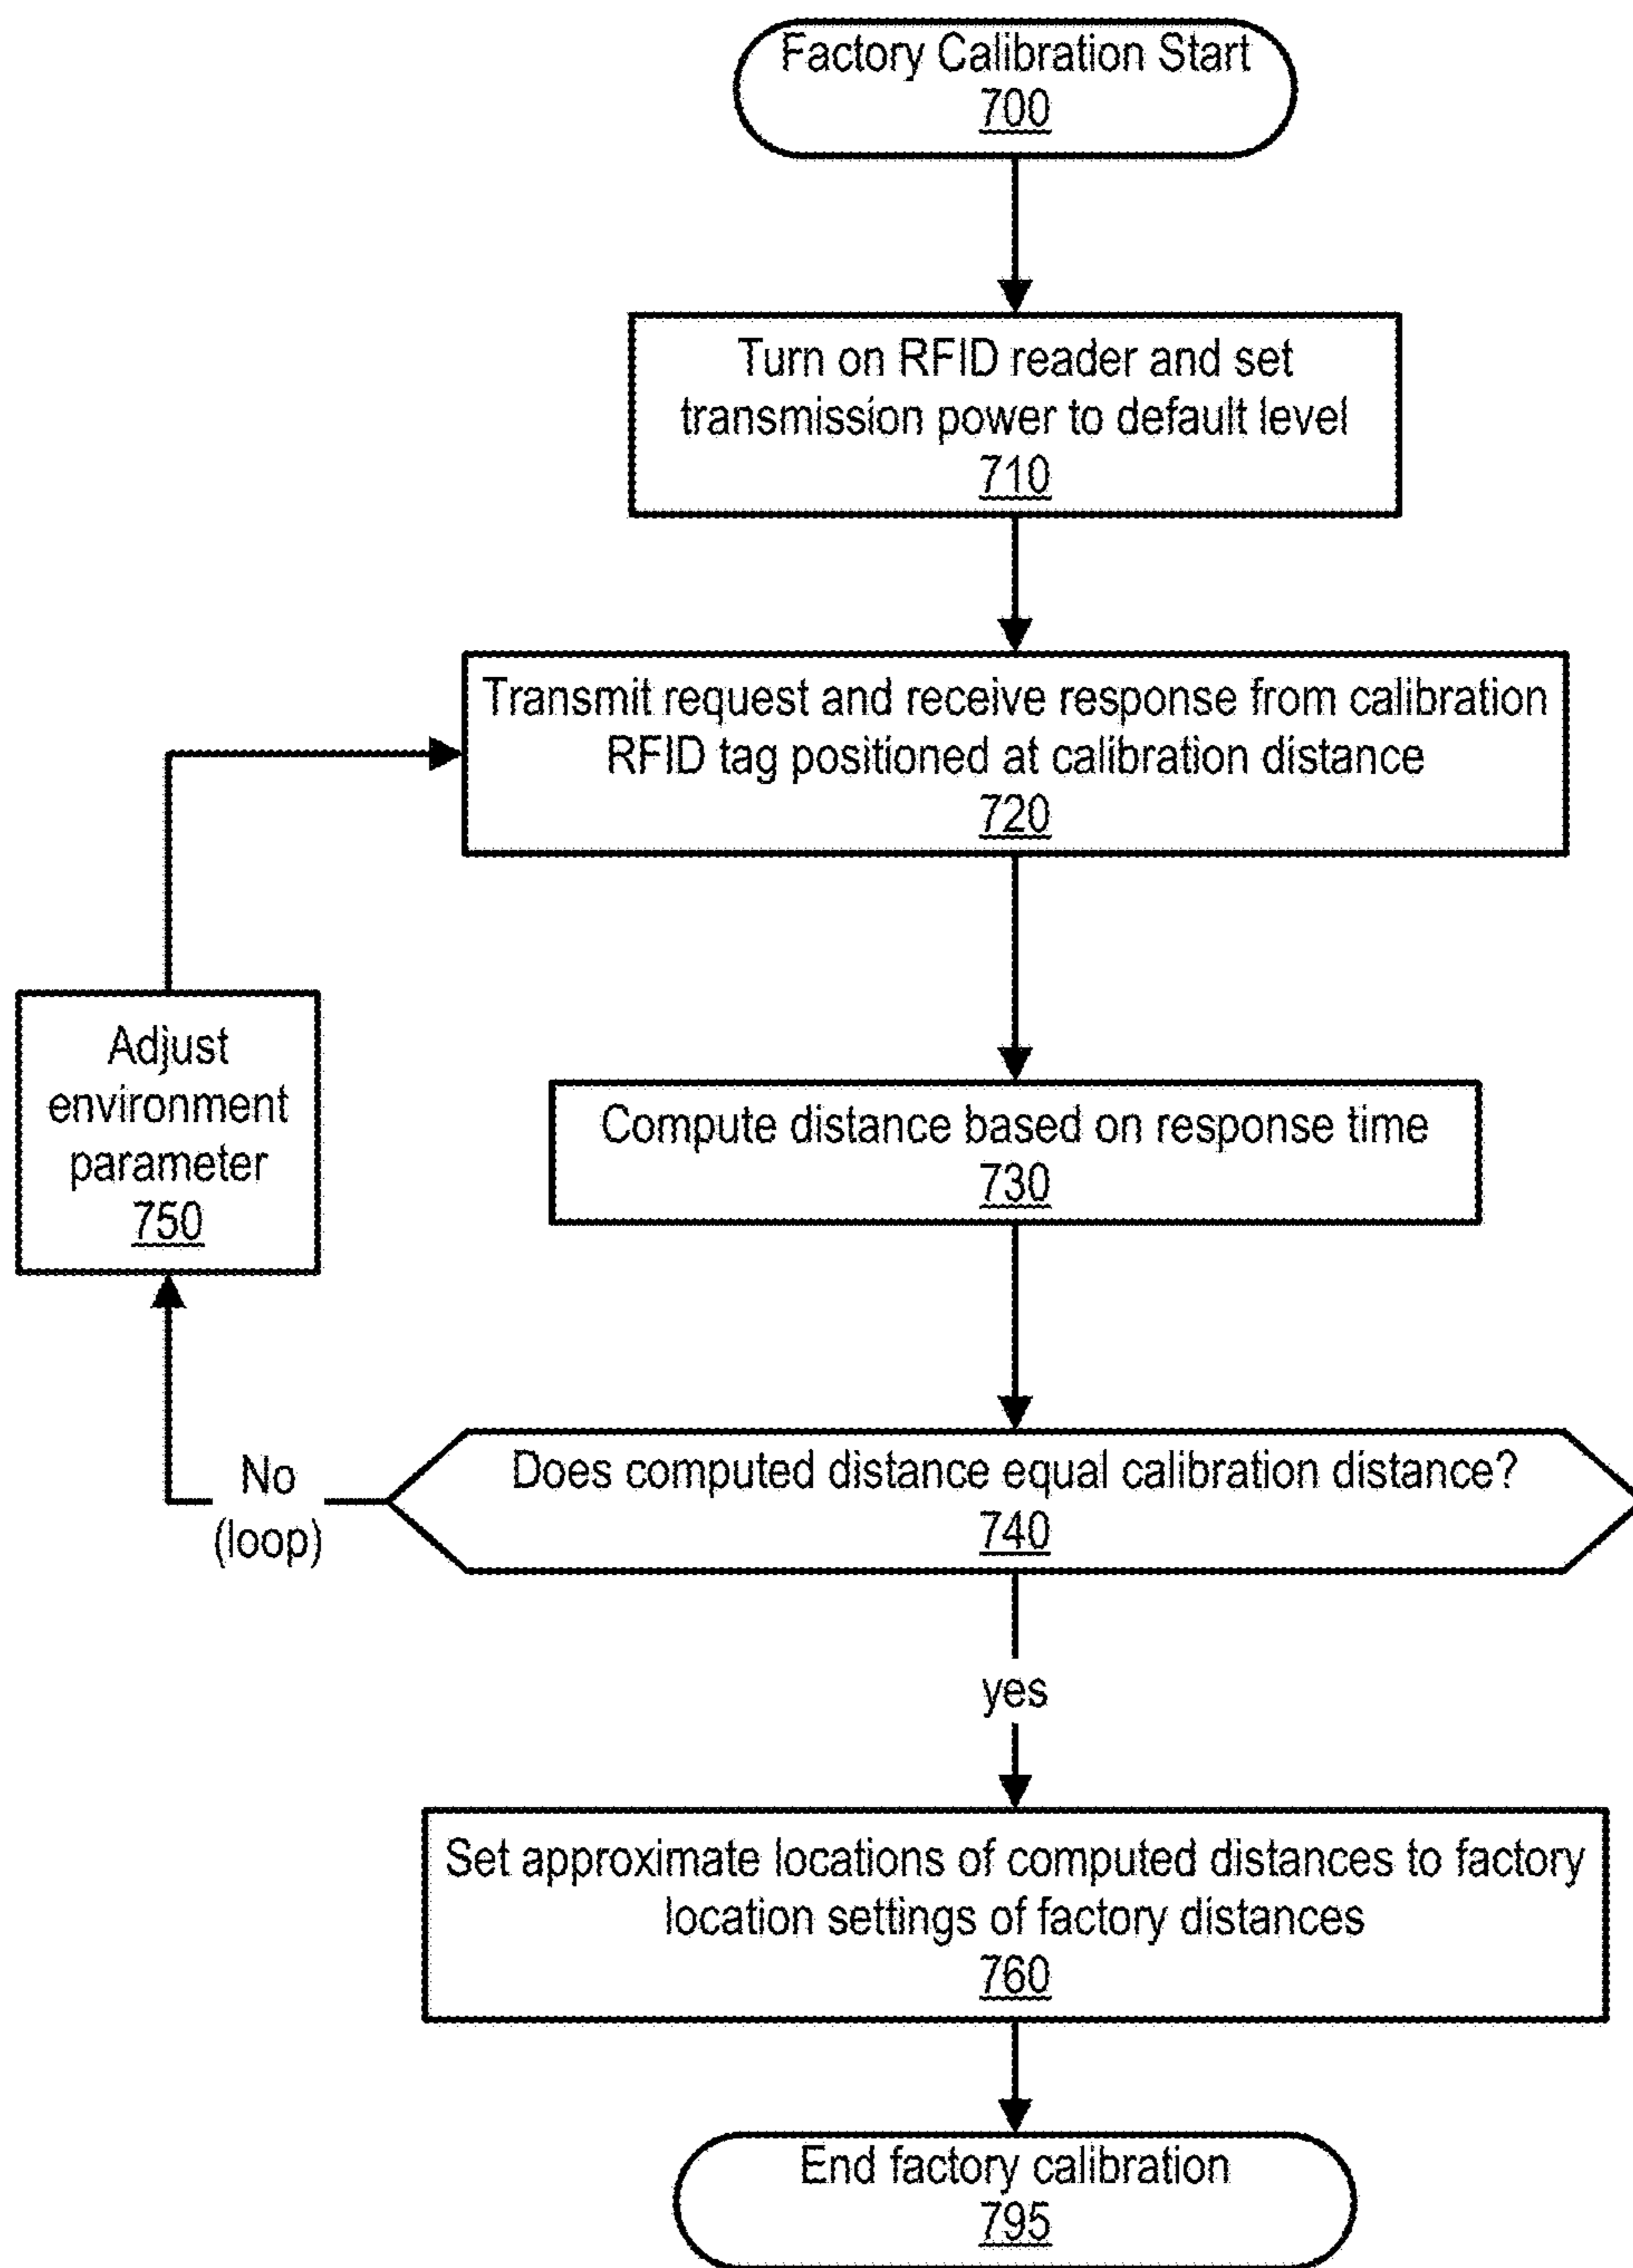 Factory Calibration Start
700
Turn on RFID reader and set
transmission power to default level
710
Transmit request and receive response from calibration
RFID tag positioned at calibration distance
720
Adjust
environment
parameter
750
Compute distance based on response time
730
No
(loop)
Does computed distance equal calibration distance?
740
yes
Set approximate locations of computed distances to factory
location settings of factory distances
760
End factory calibration
795